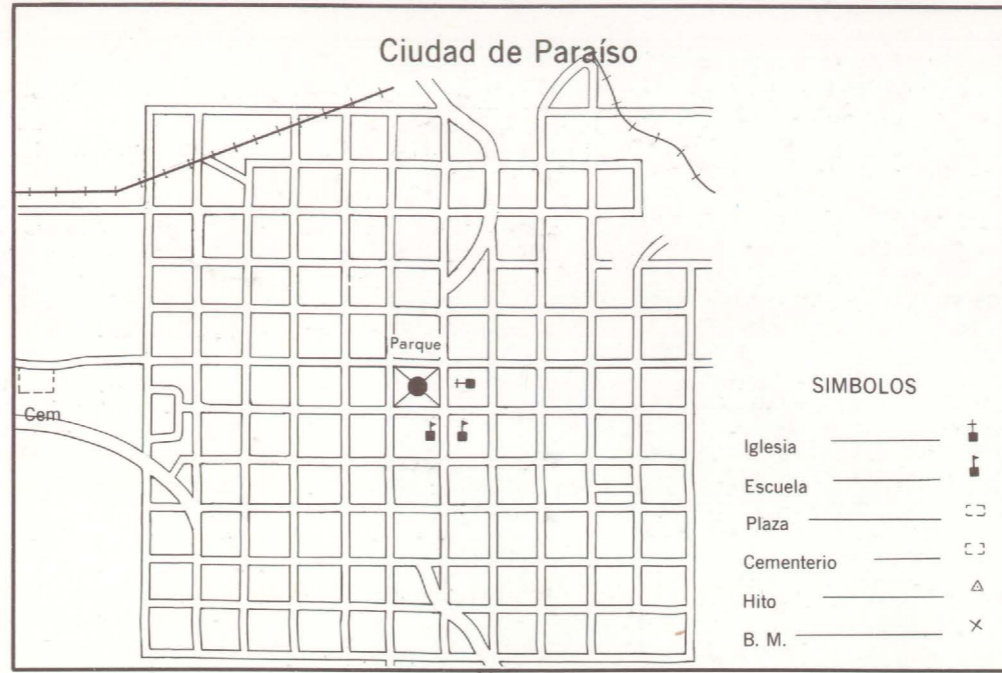 Ciudad de Paraíso
Parque
Cem
SIMBOLOS
Iglesia
Escuela
Plaza
Cementerio
Hito
B. M.